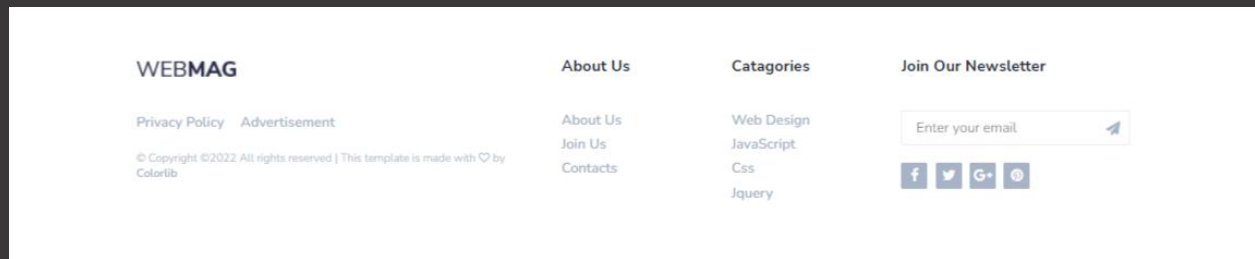 WEBMAG
Privacy Policy Advertisement
© Copyright ©2022 All rights reserved | This template is made with ♡ by
Colorlib
About Us
About Us
Join Us
Contacts
Catagories
Web Design
JavaScript
Css
Jquery
Join Our Newsletter
Enter your email
f G+